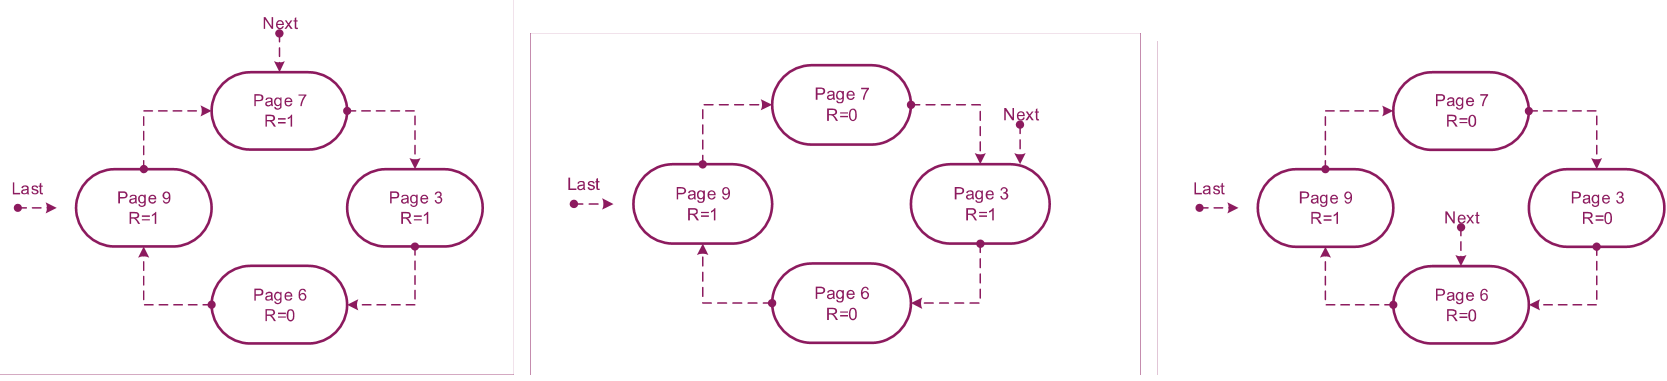 Next
Page 7
R=1
Last
Page 9
R=1
Page 3
R=1
Page 6
R=0
Page 7
R=0
Next
Last
Page 9
R=1
Page 3
R=1
Page 6
R=0
Page 7
R=0
Last
Page 9
R=1
Page 3
R=0
Next
Page 6
R=0